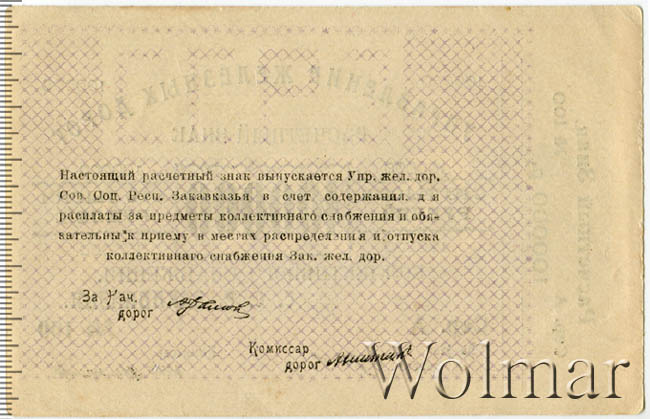 Настоящий расчетный знак выпускается Упр. жел. дор.
Сов. Соц. Респ. Закавказья в счет содержания, д я
расплаты за предметы коллективнаго снабжения и обя-
зательны к приему в местах распределения и отпуска
коллективнаго снабжения Зак. жел. дор.
За Нач.
дорог
Комиссар
дорог
Wolmar